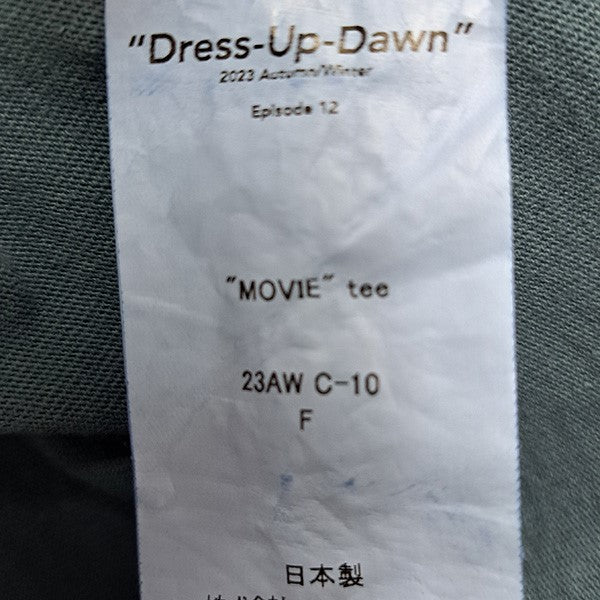 “Dress-Up-Dawn”
2023 Autumn/Winter
Episode 12
"MOVIE" tee
23AW C-10
F
日本製